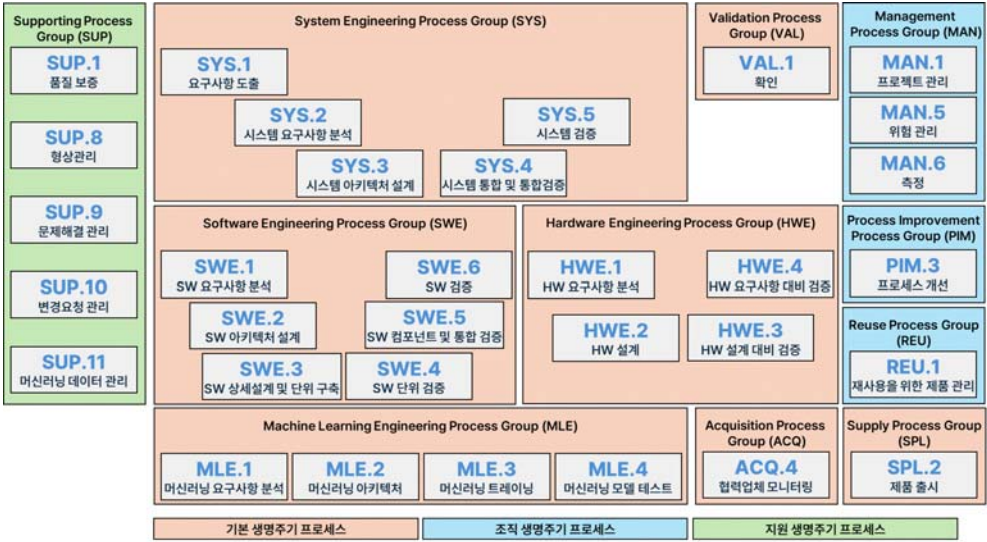 Supporting Process
Group (SUP)
SUP.1
품질 보증
SUP.8
형상관리
SUP.9
문제해결 관리
SUP.10
변경요청 관리
SUP.11
머신러닝 데이터 관리
System Engineering Process Group (SYS)
SYS.1
요구사항 도출
SYS.2
시스템 요구사항 분석
SYS.3
시스템 아키텍처 설계
SYS.4
시스템 통합 및 통합검증
SYS.5
시스템 검증
Validation Process
Group (VAL)
VAL.1
확인
Management
Process Group (MAN)
MAN.1
프로젝트 관리
MAN.5
위험 관리
MAN.6
측정
Software Engineering Process Group (SWE)
SWE.1
SW 요구사항 분석
SWE.2
SW 아키텍처 설계
SWE.3
SW 상세설계 및 단위 구축
SWE.4
SW 단위 검증
SWE.5
SW 컴포넌트 및 통합 검증
SWE.6
SW 검증
Hardware Engineering Process Group (HWE)
HWE.1
HW 요구사항 분석
HWE.2
HW 설계
HWE.3
HW 설계 대비 검증
HWE.4
HW 요구사항 대비 검증
Process Improvement
Process Group (PIM)
PIM.3
프로세스 개선
Reuse Process Group
(REU)
REU.1
재사용을 위한 제품 관리
Machine Learning Engineering Process Group (MLE)
MLE.1
머신러닝 요구사항 분석
MLE.2
머신러닝 아키텍처
MLE.3
머신러닝 트레이닝
MLE.4
머신러닝 모델 테스트
Acquisition Process
Group (ACQ)
ACQ.4
협력업체 모니터링
Supply Process Group
(SPL)
SPL.2
제품 출시
기본 생명주기 프로세스
조직 생명주기 프로세스
지원 생명주기 프로세스